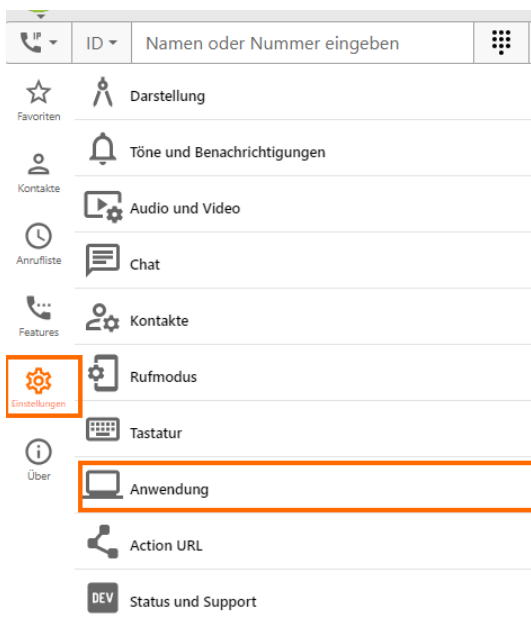 IP
ID
Namen oder Nummer eingeben
Favoriten
Kontakte
Anrufliste
Features
Einstellungen
Über
Darstellung
Töne und Benachrichtigungen
Audio und Video
Chat
Kontakte
Rufmodus
Tastatur
Anwendung
Action URL
DEV
Status und Support